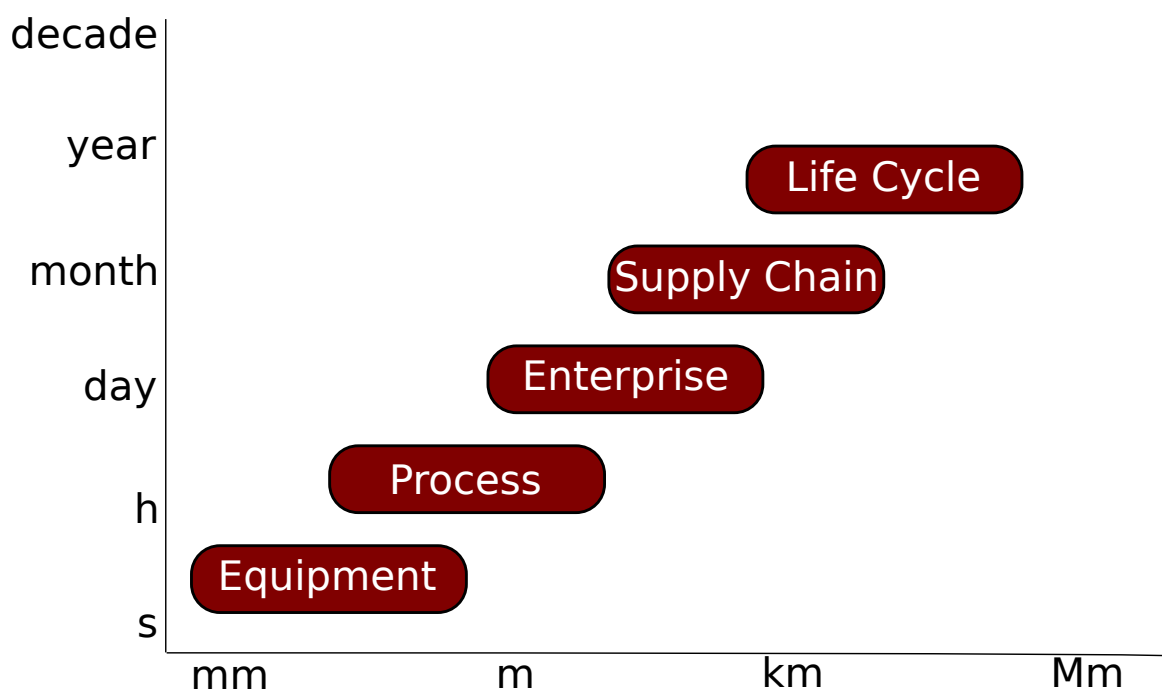 decade
year
Life Cycle
month
Supply Chain
day
Enterprise
Process
h
Equipment
s
mm
m
km
Mm